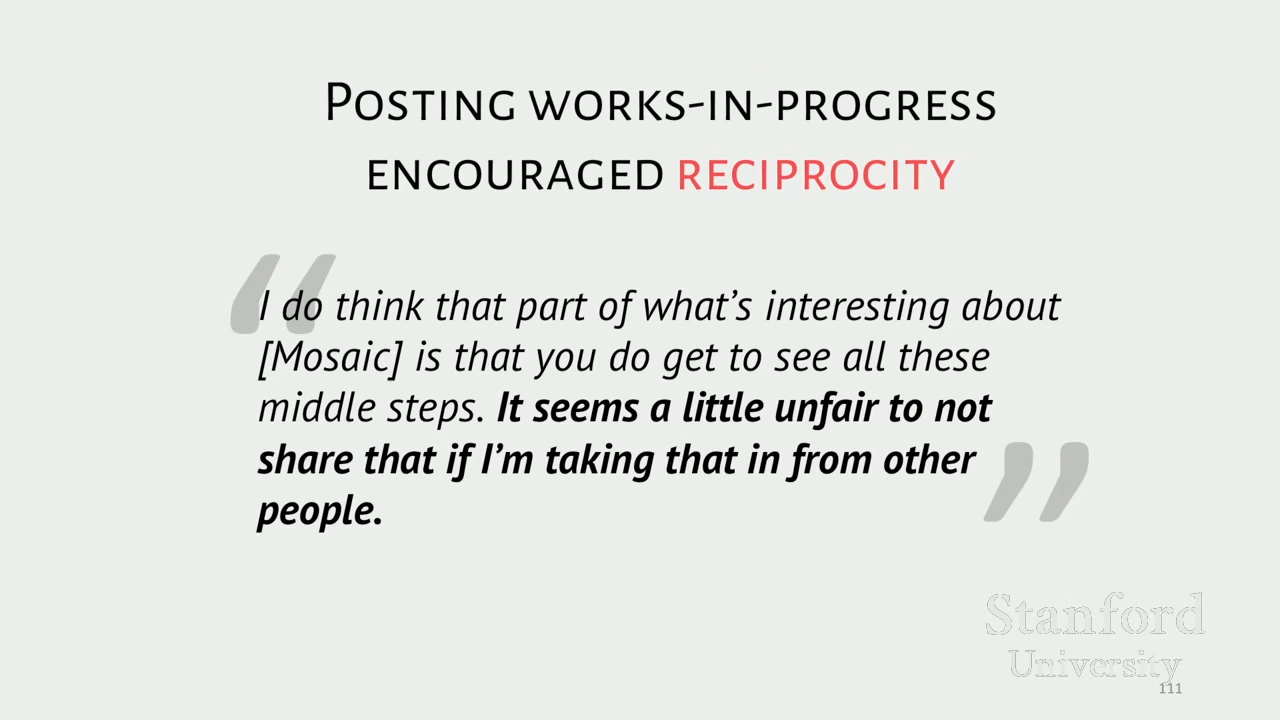 Posting works-in-progress
encouraged reciprocity
“I do think that part of what’s interesting about
[Mosaic] is that you do get to see all these
middle steps. It seems a little unfair to not
share that if I’m taking that in from other
people.”
Stanford
University
111